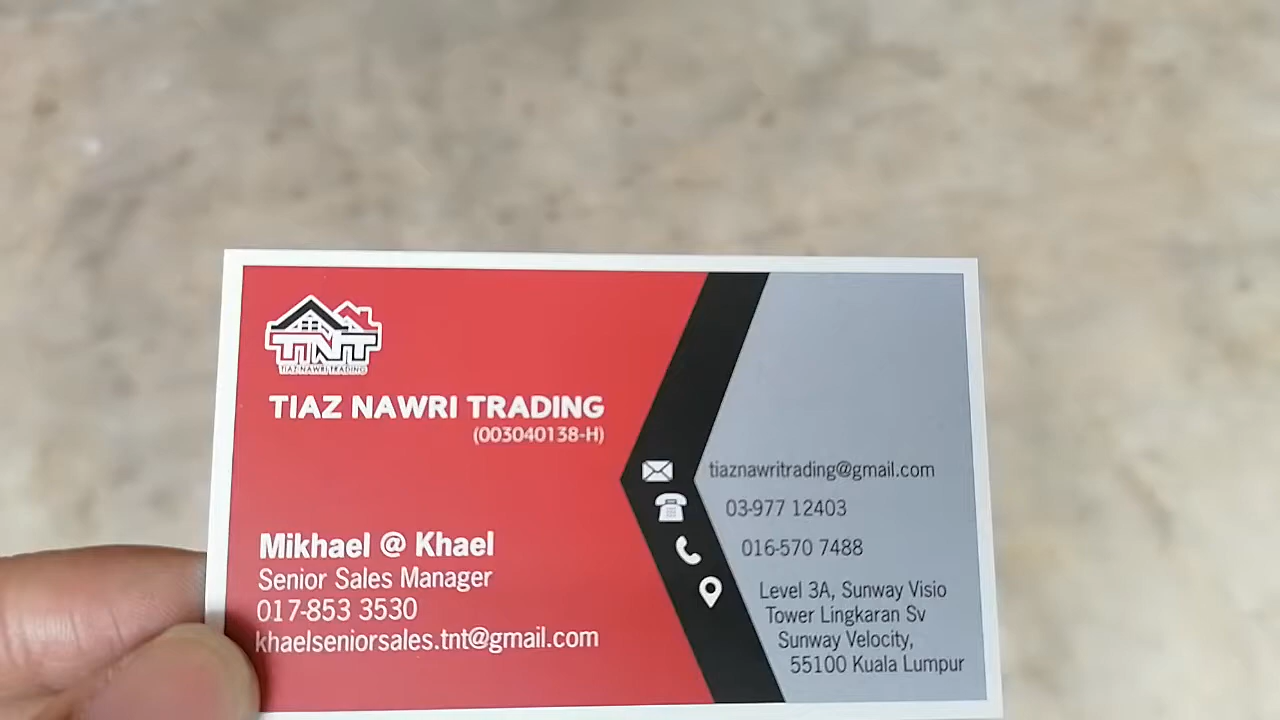 TNT
TIAZ NAWRI TRADING
TIAZ NAWRI TRADING
(003040138-H)
Mikhael @ Khael
Senior Sales Manager
017-853 3530
khaelseniorsales.tnt@gmail.com
tiaznawritrading@gmail.com
03-977 12403
016-570 7488
Level 3A, Sunway Visio
Tower Lingkaran Sv
Sunway Velocity,
55100 Kuala Lumpur